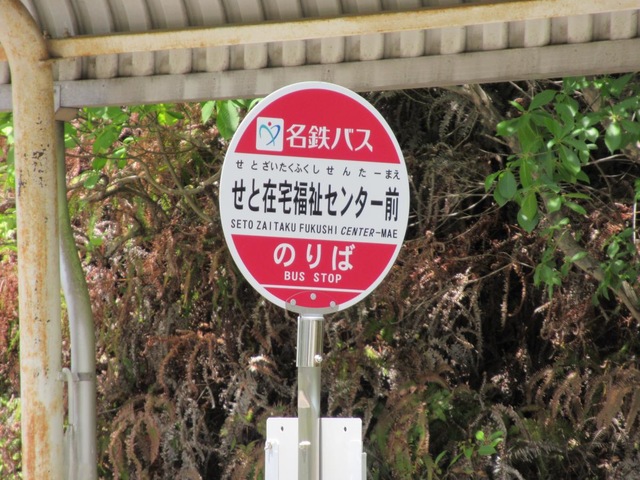 名鉄バス
せとざいたくふくしせんたーまえ
せと在宅福祉センター前
SETO ZAITAKU FUKUSHI CENTER-MAE
のりば
BUS STOP